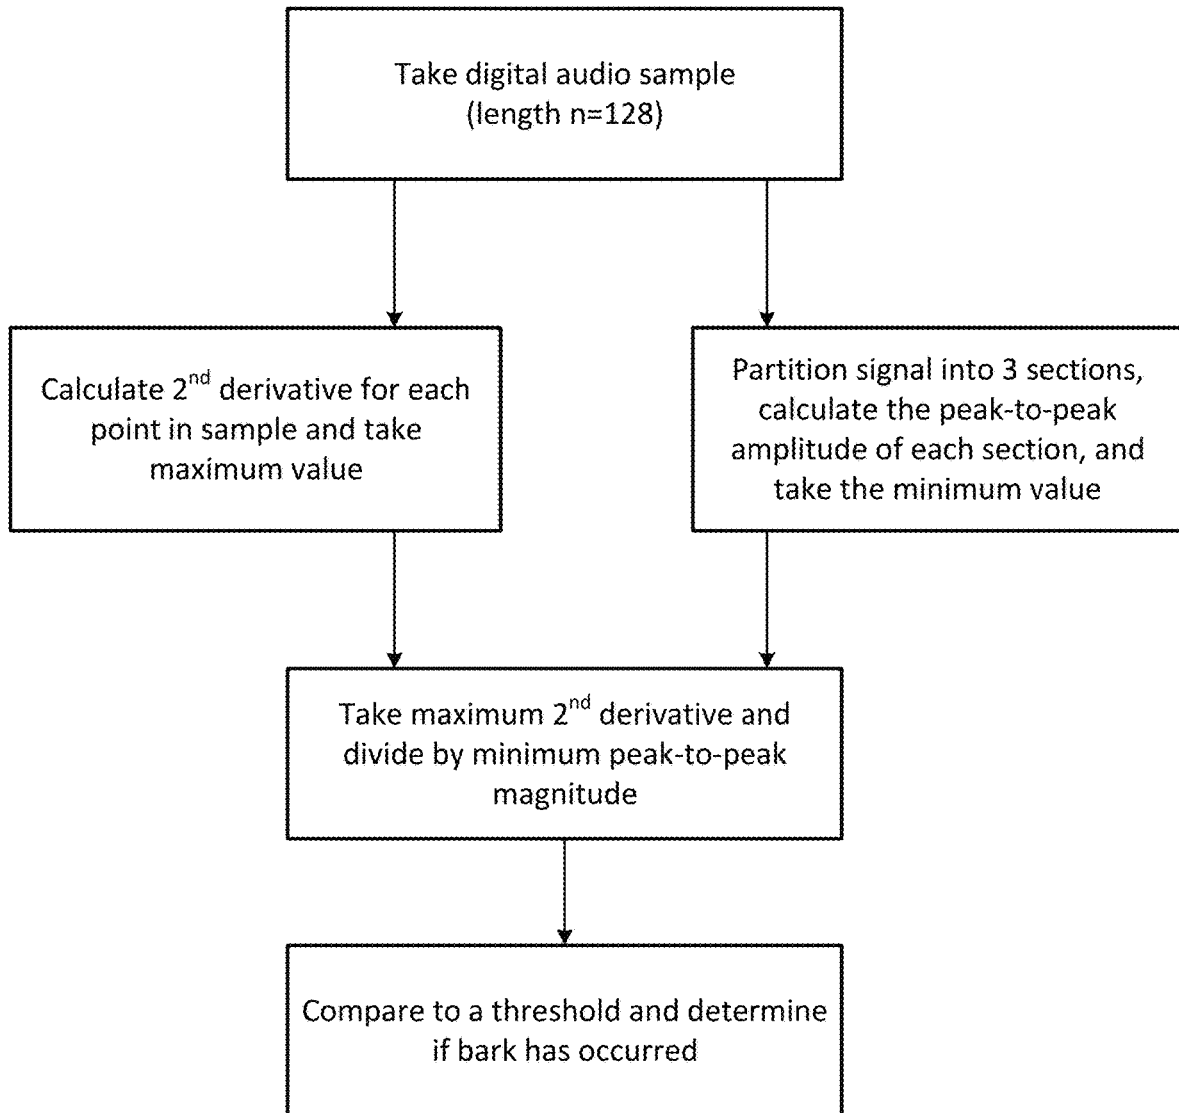 Take digital audio sample
(length n=128)
Calculate 2nd derivative for each
point in sample and take
maximum value
Partition signal into 3 sections,
calculate the peak-to-peak
amplitude of each section, and
take the minimum value
Take maximum 2nd derivative and
divide by minimum peak-to-peak
magnitude
Compare to a threshold and determine
if bark has occurred